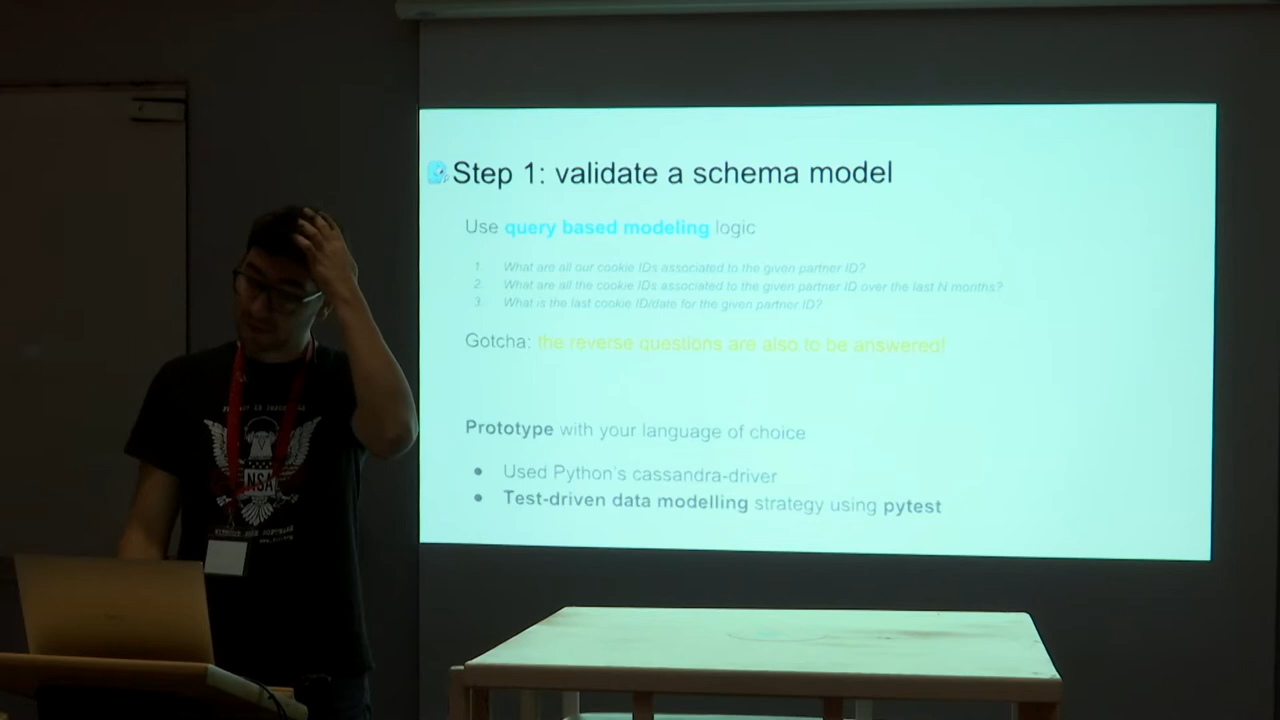 Step 1: validate a schema model
Use query based modeling logic
1. What are all our cookie IDs associated to the given partner ID?
2. What are all the cookie IDs associated to the given partner ID over the last N months?
3. What is the last cookie ID/date for the given partner ID?
Gotcha: the reverse questions are also to be answered!
Prototype with your language of choice
• Used Python's cassandra-driver
• Test-driven data modelling strategy using pytest
NSA